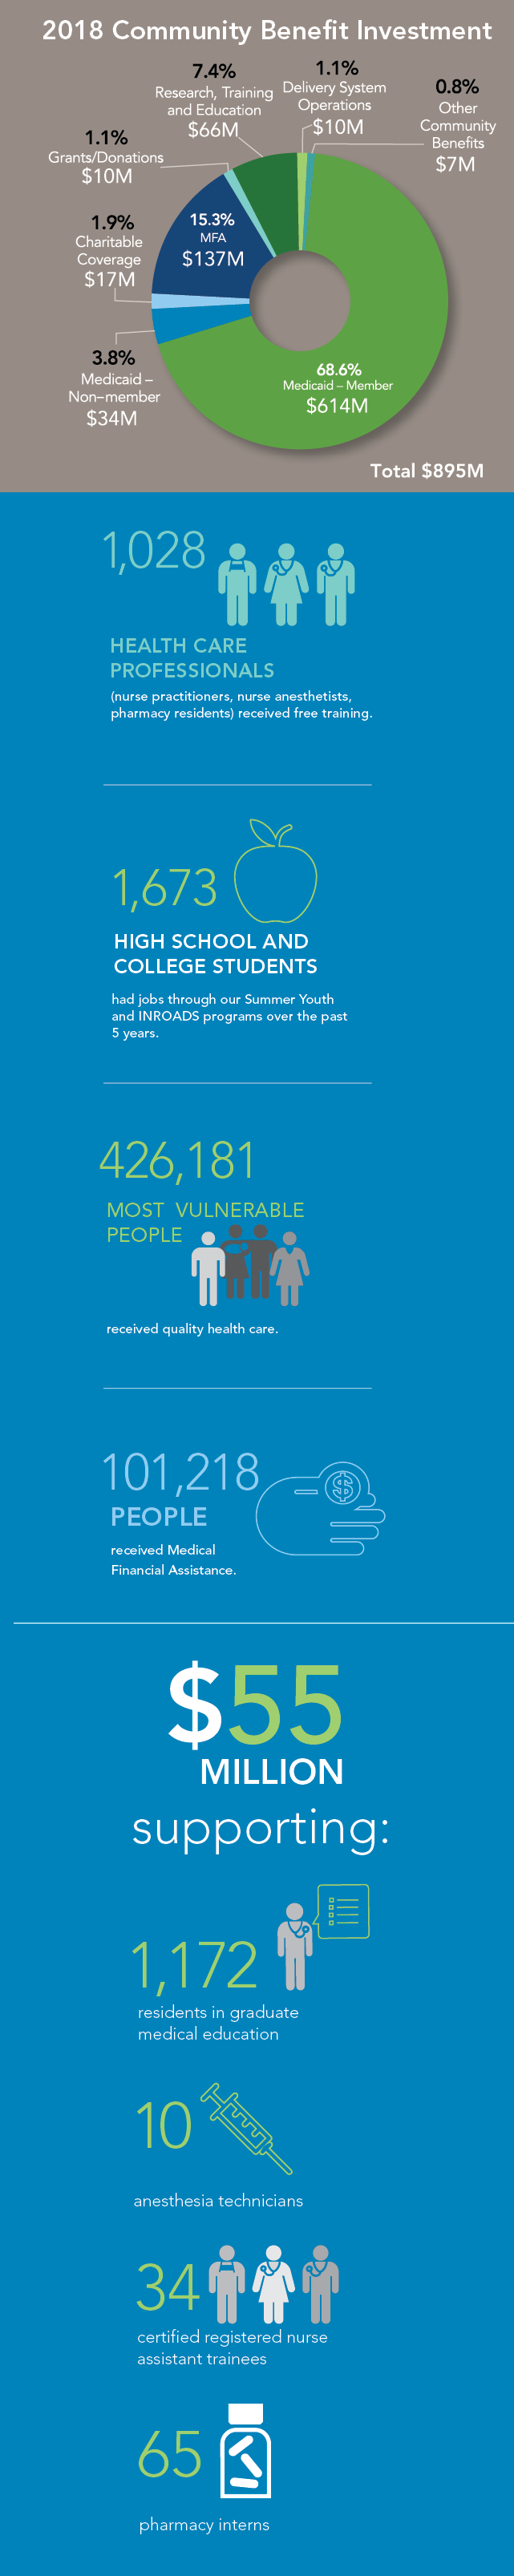 2018 Community Benefit Investment
7.4%
Research, Training
and Education
$66M
1.1%
Delivery System
Operations
$10M
0.8%
Other
Community
Benefits
$7M
1.1%
Grants/Donations
$10M
15.3%
MFA
$137M
1.9%
Charitable
Coverage
$17M
3.8%
Medicaid –
Non–member
$34M
68.6%
Medicaid – Member
$614M
Total $895M
1,028
HEALTH CARE
PROFESSIONALS
(nurse practitioners, nurse anesthetists,
pharmacy residents) received free training.
1,673
HIGH SCHOOL AND
COLLEGE STUDENTS
had jobs through our Summer Youth
and INROADS programs over the past
5 years.
426,181
MOST VULNERABLE
PEOPLE
received quality health care.
101,218
$
PEOPLE
received Medical
Financial Assistance.
$55
MILLION
supporting:
1,172
residents in graduate
medical education
10
anesthesia technicians
34
certified registered nurse
assistant trainees
65
pharmacy interns